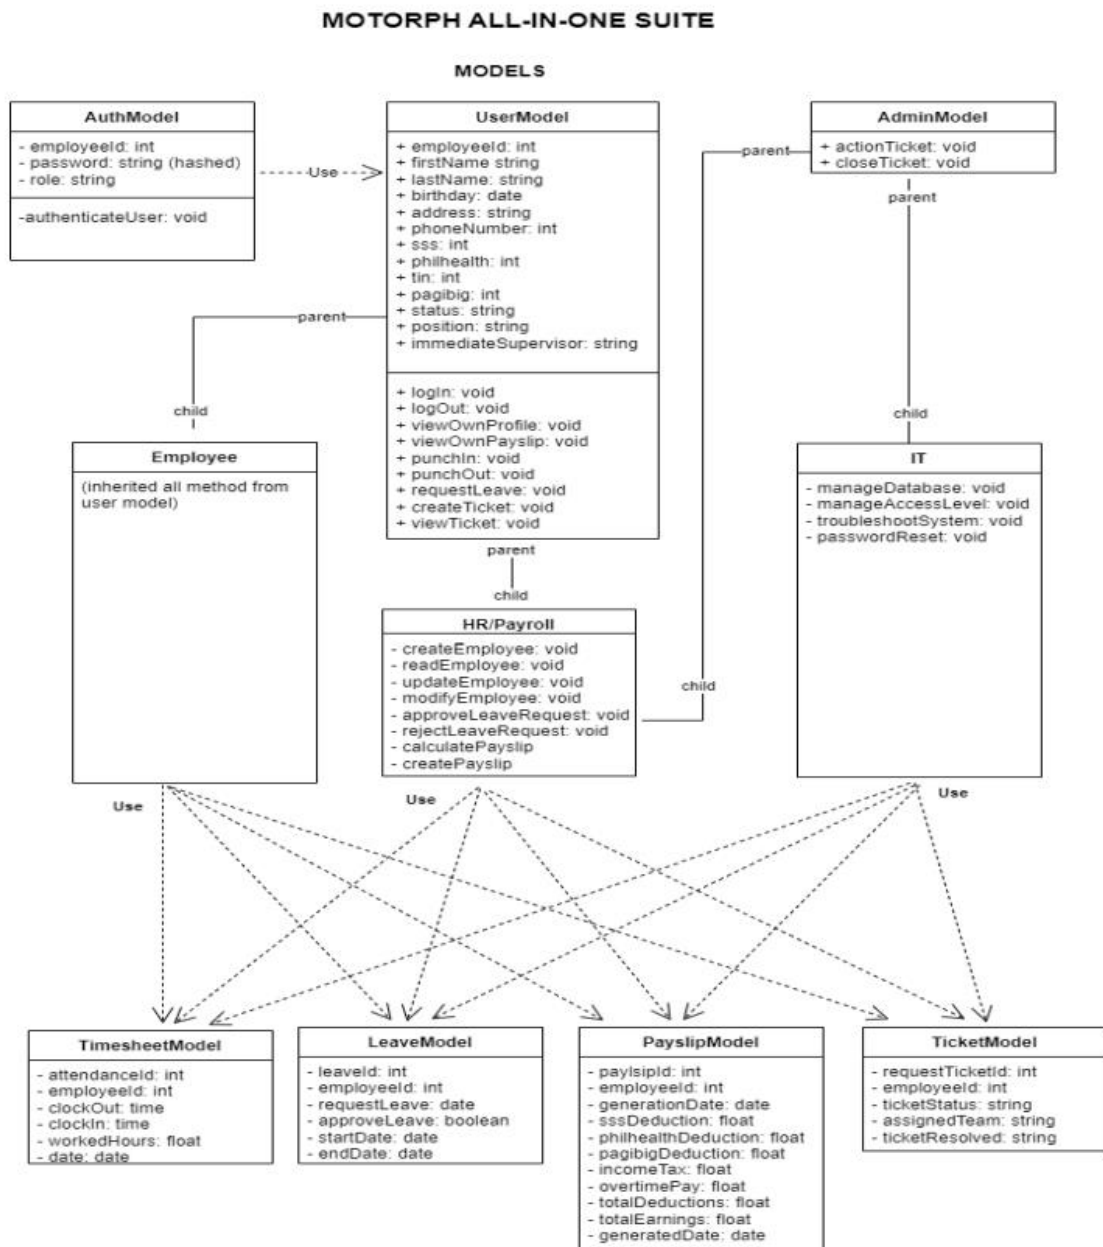 MOTORPH ALL-IN-ONE SUITE
MODELS
AuthModel
- employeeId: int
- password: string (hashed)
- role: string
-authenticateUser: void
Use
UserModel
+ employeeId: int
+ firstName string
+ lastName: string
+ birthday: date
+ address: string
+ phoneNumber: int
+ sss: int
+ philhealth: int
+ tin: int
+ pagibig: int
+ status: string
+ position: string
+ immediateSupervisor: string
+ logIn: void
+ logOut: void
+ viewOwnProfile: void
+ viewOwnPayslip: void
+ punchIn: void
+ punchOut: void
+ requestLeave: void
+ createTicket: void
+ viewTicket: void
AdminModel
+ actionTicket: void
+ closeTicket: void
parent
parent
parent
child
child
Employee
(inherited all method from
user model)
IT
- manageDatabase: void
- manageAccessLevel: void
- troubleshootSystem: void
- passwordReset: void
parent
child
HR/Payroll
- createEmployee: void
- readEmployee: void
- updateEmployee: void
- modifyEmployee: void
- approveLeaveRequest: void
- rejectLeaveRequest: void
- calculatePayslip
- createPayslip
child
Use
Use
Use
TimesheetModel
- attendanceId: int
- employeeId: int
- clockOut: time
- clockIn: time
- workedHours: float
- date: date
LeaveModel
- leaveId: int
- employeeId: int
- requestLeave: date
- approveLeave: boolean
- startDate: date
- endDate: date
PayslipModel
- paylsipId: int
- employeeId: int
- generationDate: date
- sssDeduction: float
- philhealthDeduction: float
- pagibigDeduction: float
- incomeTax: float
- overtimePay: float
- totalDeductions: float
- totalEarnings: float
- generatedDate: date
TicketModel
- requestTicketId: int
- employeeId: int
- ticketStatus: string
- assignedTeam: string
- ticketResolved: string